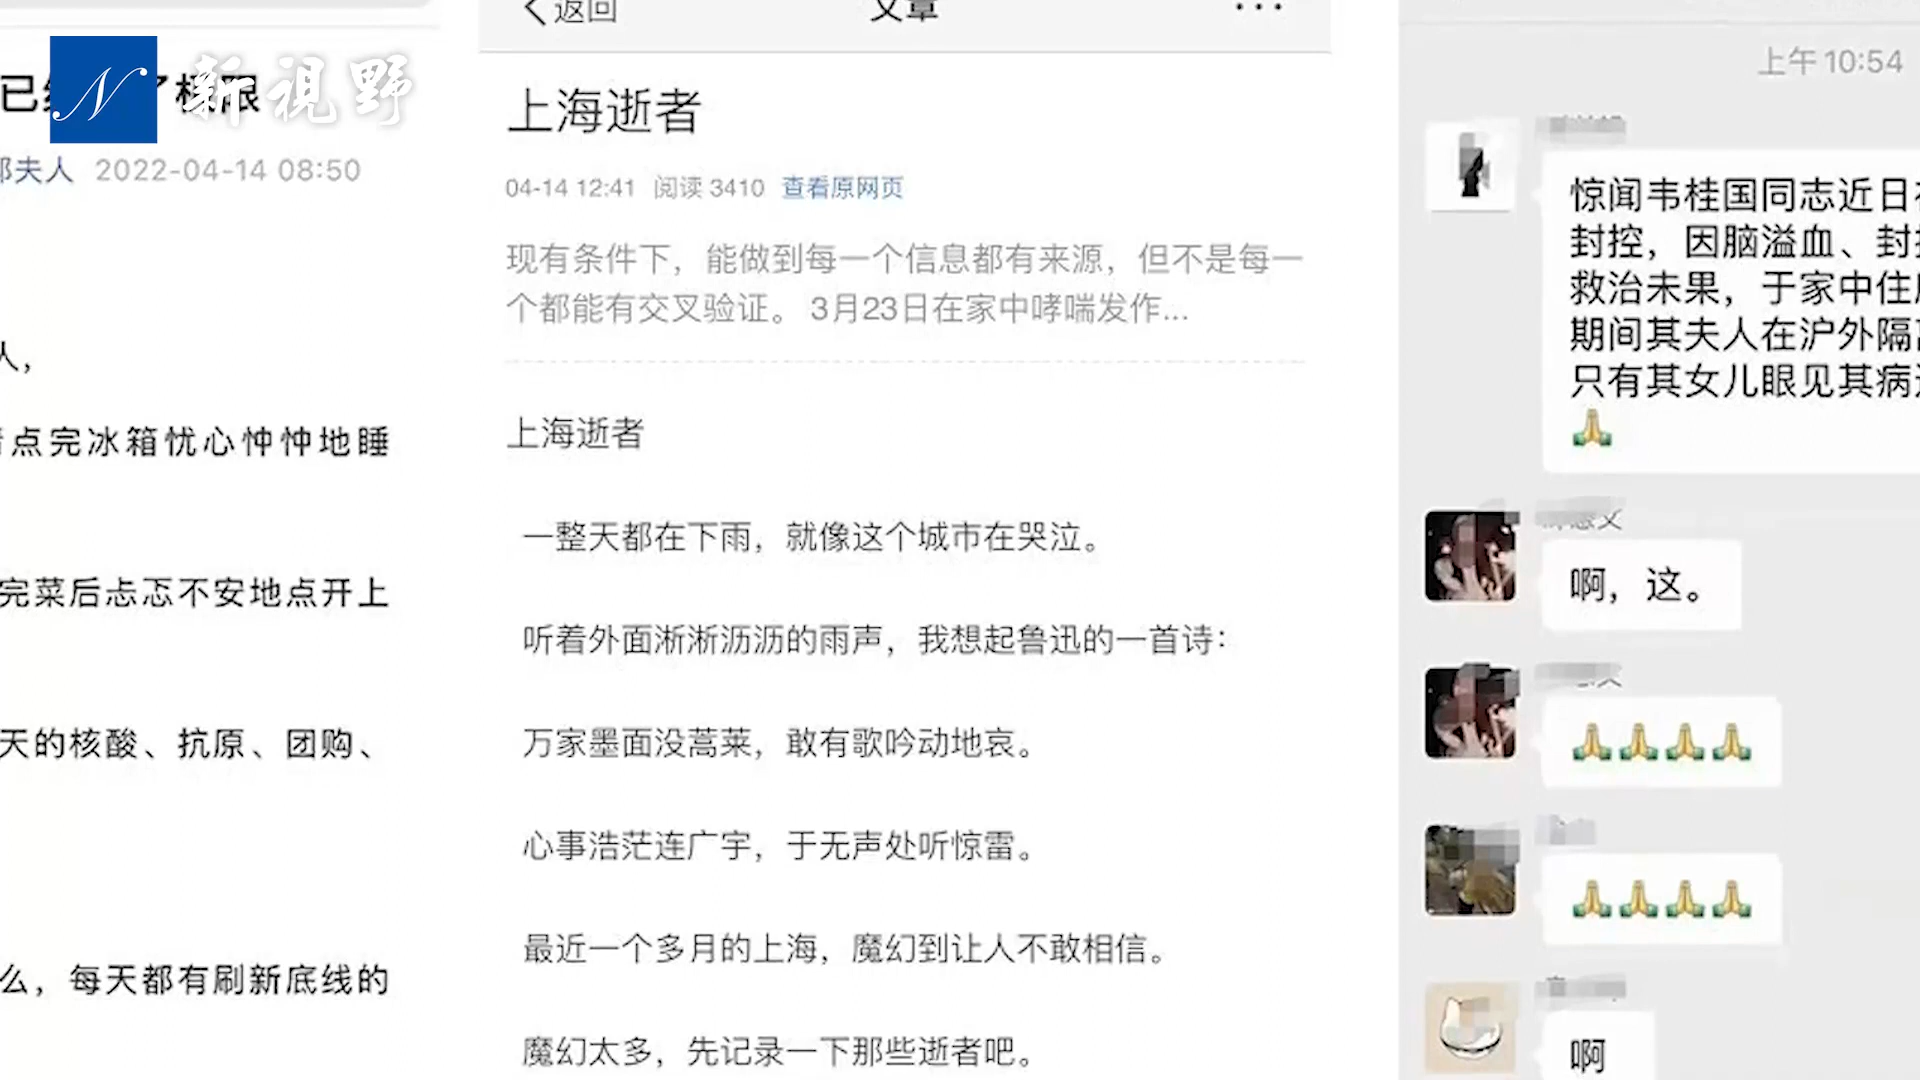 新視野
郎夫人 2022-04-14 08:50
人，
清点完冰箱忧心忡忡地睡
完菜后忐忑不安地点开上
天的核酸、抗原、团购、
么，每天都有刷新底线的
返回
文章
上海逝者
04-14 12:41 阅读 3410 查看原网页
现有条件下，能做到每一个信息都有来源，但不是每一
个都能有交叉验证。 3月23日在家中哮喘发作...
上海逝者
一整天都在下雨，就像这个城市在哭泣。
听着外面淅淅沥沥的雨声，我想起鲁迅的一首诗：
万家墨面没蒿莱，敢有歌吟动地哀。
心事浩茫连广宇，于无声处听惊雷。
最近一个多月的上海，魔幻到让人不敢相信。
魔幻太多，先记录一下那些逝者吧。
上午 10:54
惊闻韦桂国同志近日在
封控，因脑溢血、封控
救治未果，于家中住所
期间其夫人在沪外隔离
只有其女儿眼见其病逝
啊，这。
啊